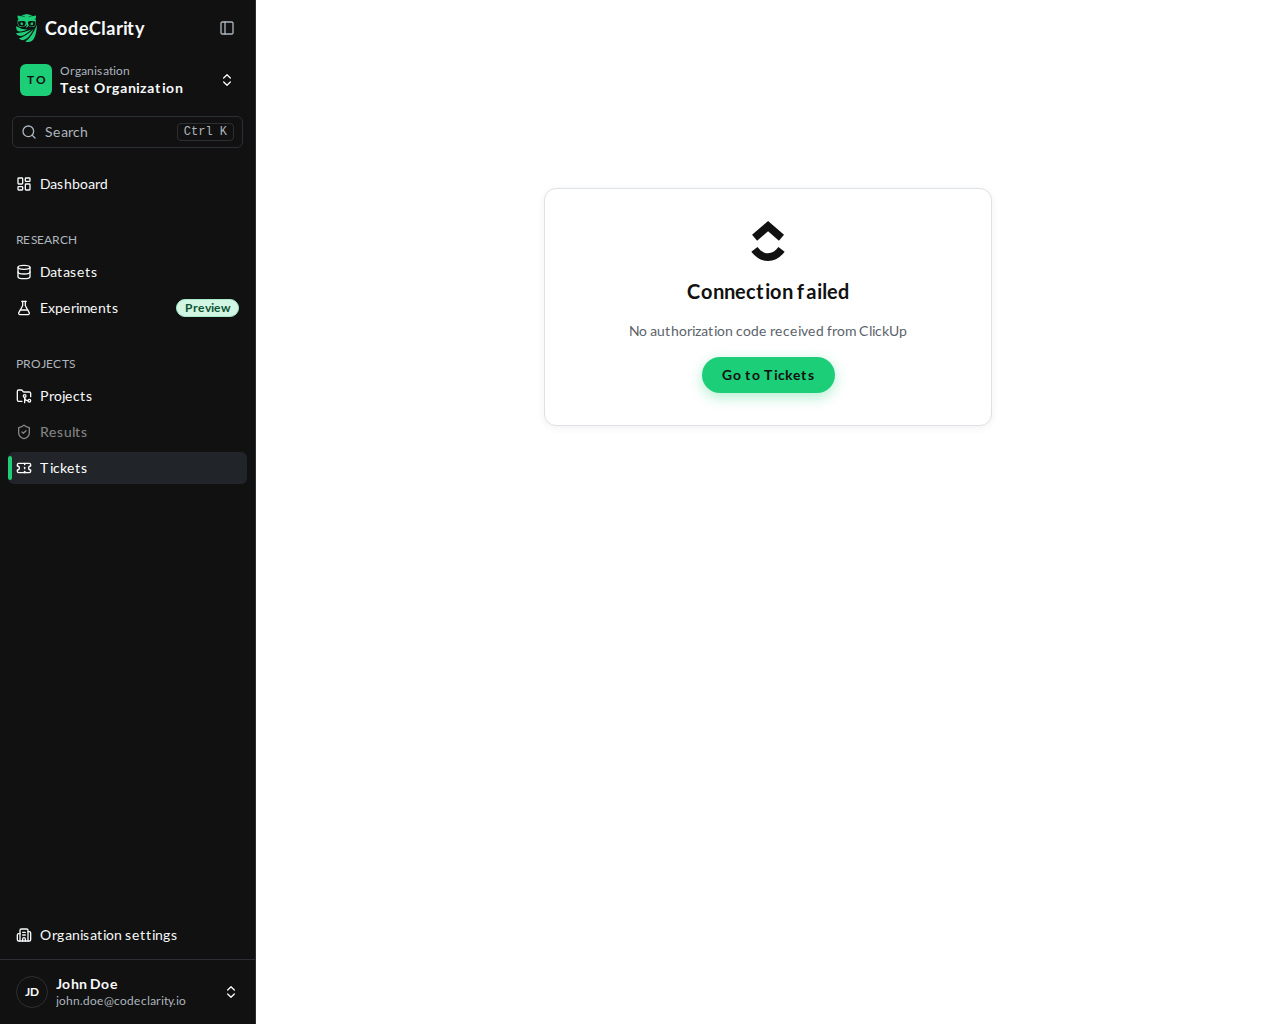 CodeClarity
TO
Organisation
Test Organization
Search
Ctrl K
Dashboard
RESEARCH
Datasets
Experiments
Preview
PROJECTS
Projects
Results
Tickets
Connection failed
No authorization code received from ClickUp
Go to Tickets
Organisation settings
JD
John Doe
john.doe@codeclarity.io